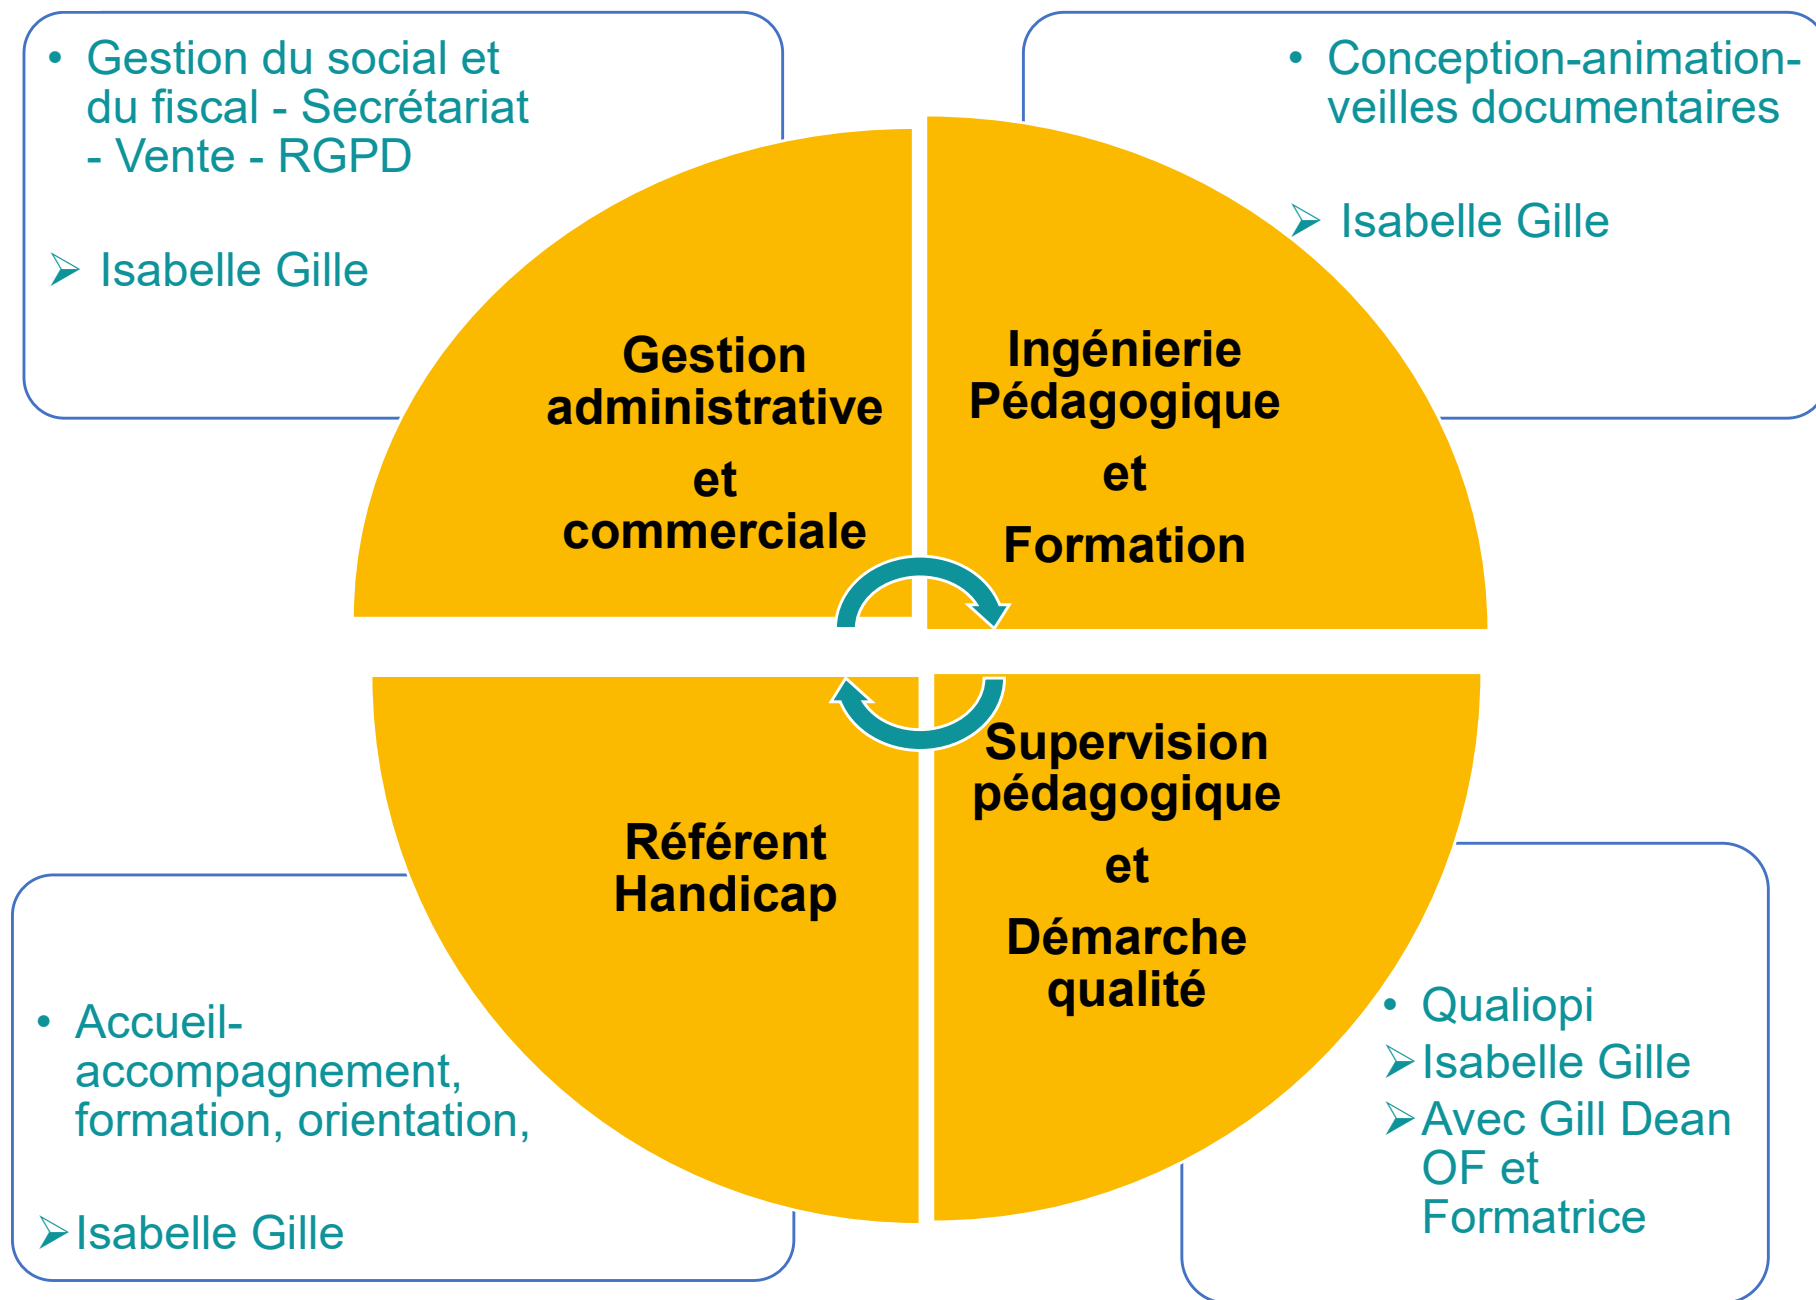 • Gestion du social et
du fiscal - Secrétariat
- Vente - RGPD
➢ Isabelle Gille
• Conception-animation-
veilles documentaires
➢ Isabelle Gille
Gestion
administrative
et
commerciale
Ingénierie
Pédagogique
et
Formation
Référent
Handicap
Supervision
pédagogique
et
Démarche
qualité
• Accueil-
accompagnement,
formation, orientation,
➢ Isabelle Gille
• Qualiopi
➢ Isabelle Gille
➢ Avec Gill Dean
OF et
Formatrice